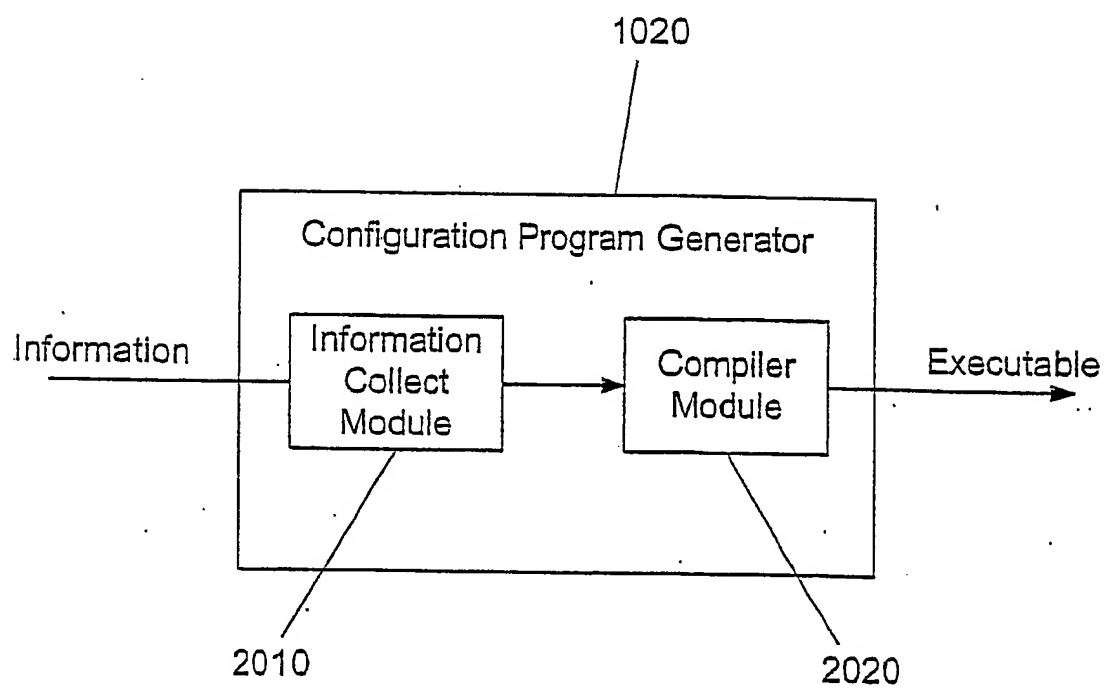 1020
Configuration Program Generator
Information
Information
Collect
Module
Compiler
Module
Executable
2010
2020